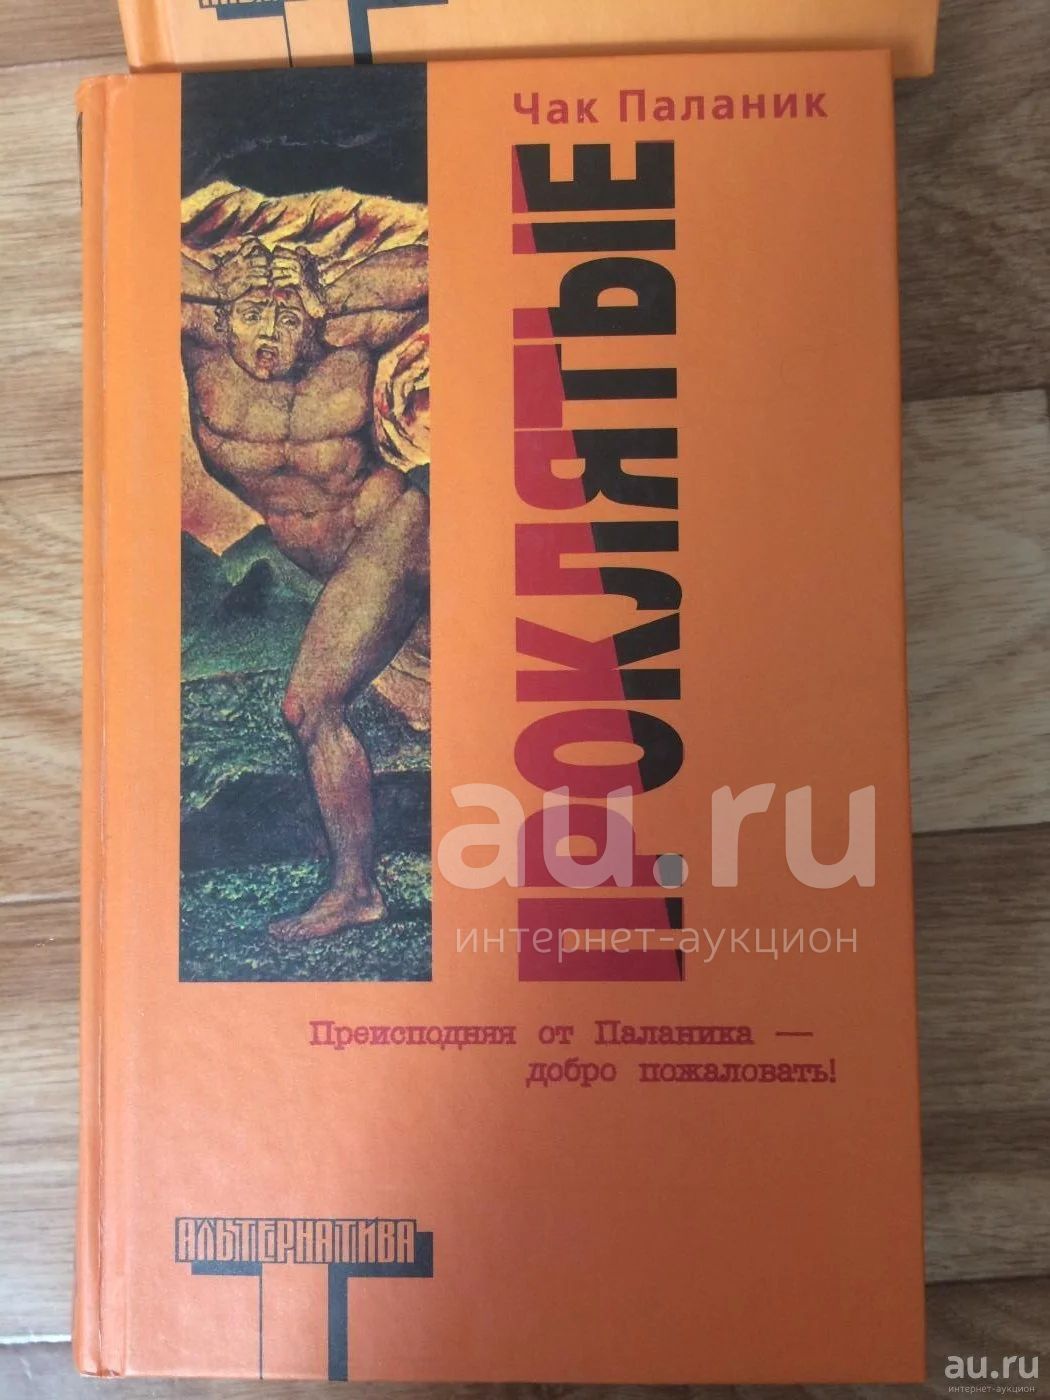 Чак Паланик
ПРОКЛЯТЫЕ
au.ru
интернет-аукцион
Преисподняя от Паланика —
добро пожаловать!
АЛЬТЕРНАТИВА
au.ru
интернет-аукцион